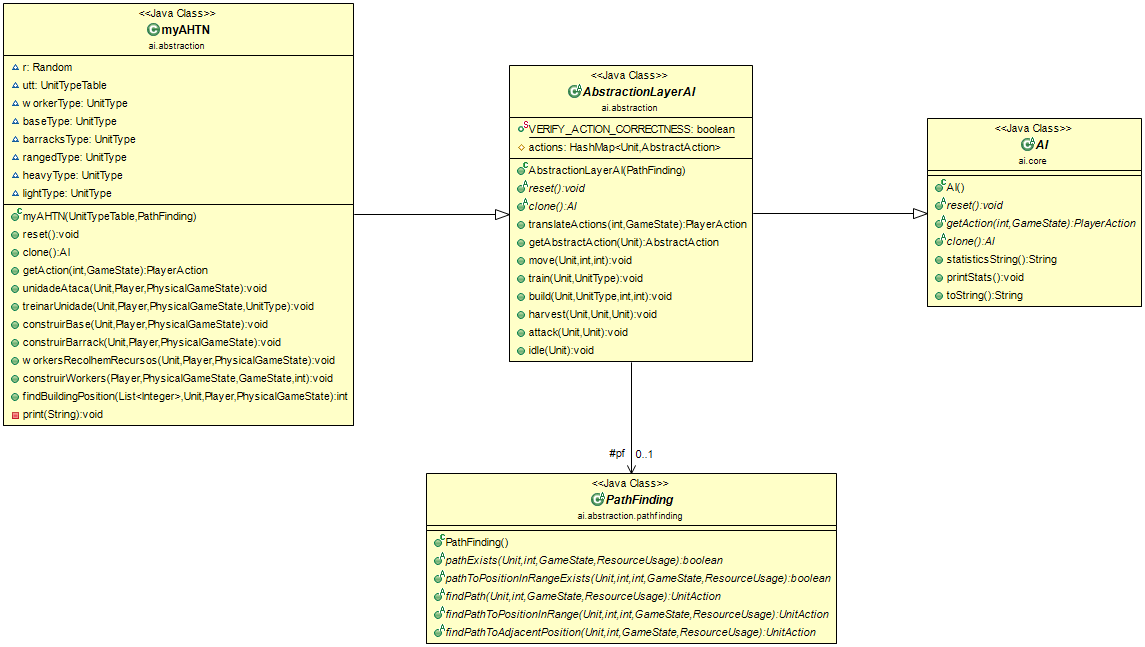 <<Java Class>>
myAHTN
ai.abstraction
r: Random
utt: UnitTypeTable
workerType: UnitType
baseType: UnitType
barracksType: UnitType
rangedType: UnitType
heavyType: UnitType
lightType: UnitType
myAHTN(UnitTypeTable,PathFinding)
reset():void
clone():AI
getAction(int,GameState):PlayerAction
unidadeAtaca(Unit,Player,PhysicalGameState):void
treinarUnidade(Unit,Player,PhysicalGameState,UnitType):void
construirBase(Unit,Player,PhysicalGameState):void
construirBarrack(Unit,Player,PhysicalGameState):void
workersRecolhemRecursos(Unit,Player,PhysicalGameState):void
construirWorkers(Player,PhysicalGameState,GameState,int):void
findBuildingPosition(List<Integer>,Unit,Player,PhysicalGameState):int
print(String):void
<<Java Class>>
AbstractionLayerAI
ai.abstraction
VERIFY_ACTION_CORRECTNESS: boolean
actions: HashMap<Unit,AbstractAction>
AbstractionLayerAI(PathFinding)
reset():void
clone():AI
translateActions(int,GameState):PlayerAction
getAbstractAction(Unit):AbstractAction
move(Unit,int,int):void
train(Unit,UnitType):void
build(Unit,UnitType,int,int):void
harvest(Unit,Unit,Unit):void
attack(Unit,Unit):void
idle(Unit):void
<<Java Class>>
AI
ai.core
AI()
reset():void
getAction(int,GameState):PlayerAction
clone():AI
statisticsString():String
printStats():void
toString():String
#pf 0..1
<<Java Class>>
PathFinding
ai.abstraction.pathfinding
PathFinding()
pathExists(Unit,int,GameState,ResourceUsage):boolean
pathToPositionInRangeExists(Unit,int,int,GameState,ResourceUsage):boolean
findPath(Unit,int,GameState,ResourceUsage):UnitAction
findPathToPositionInRange(Unit,int,int,GameState,ResourceUsage):UnitAction
findPathToAdjacentPosition(Unit,int,GameState,ResourceUsage):UnitAction